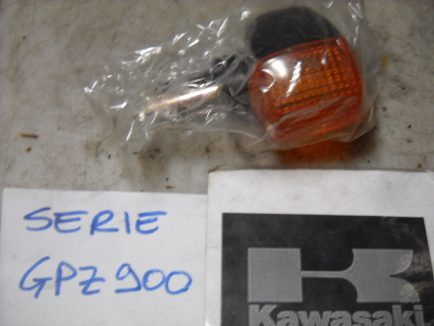 SERIE
GPZ 900
K
Kawasaki